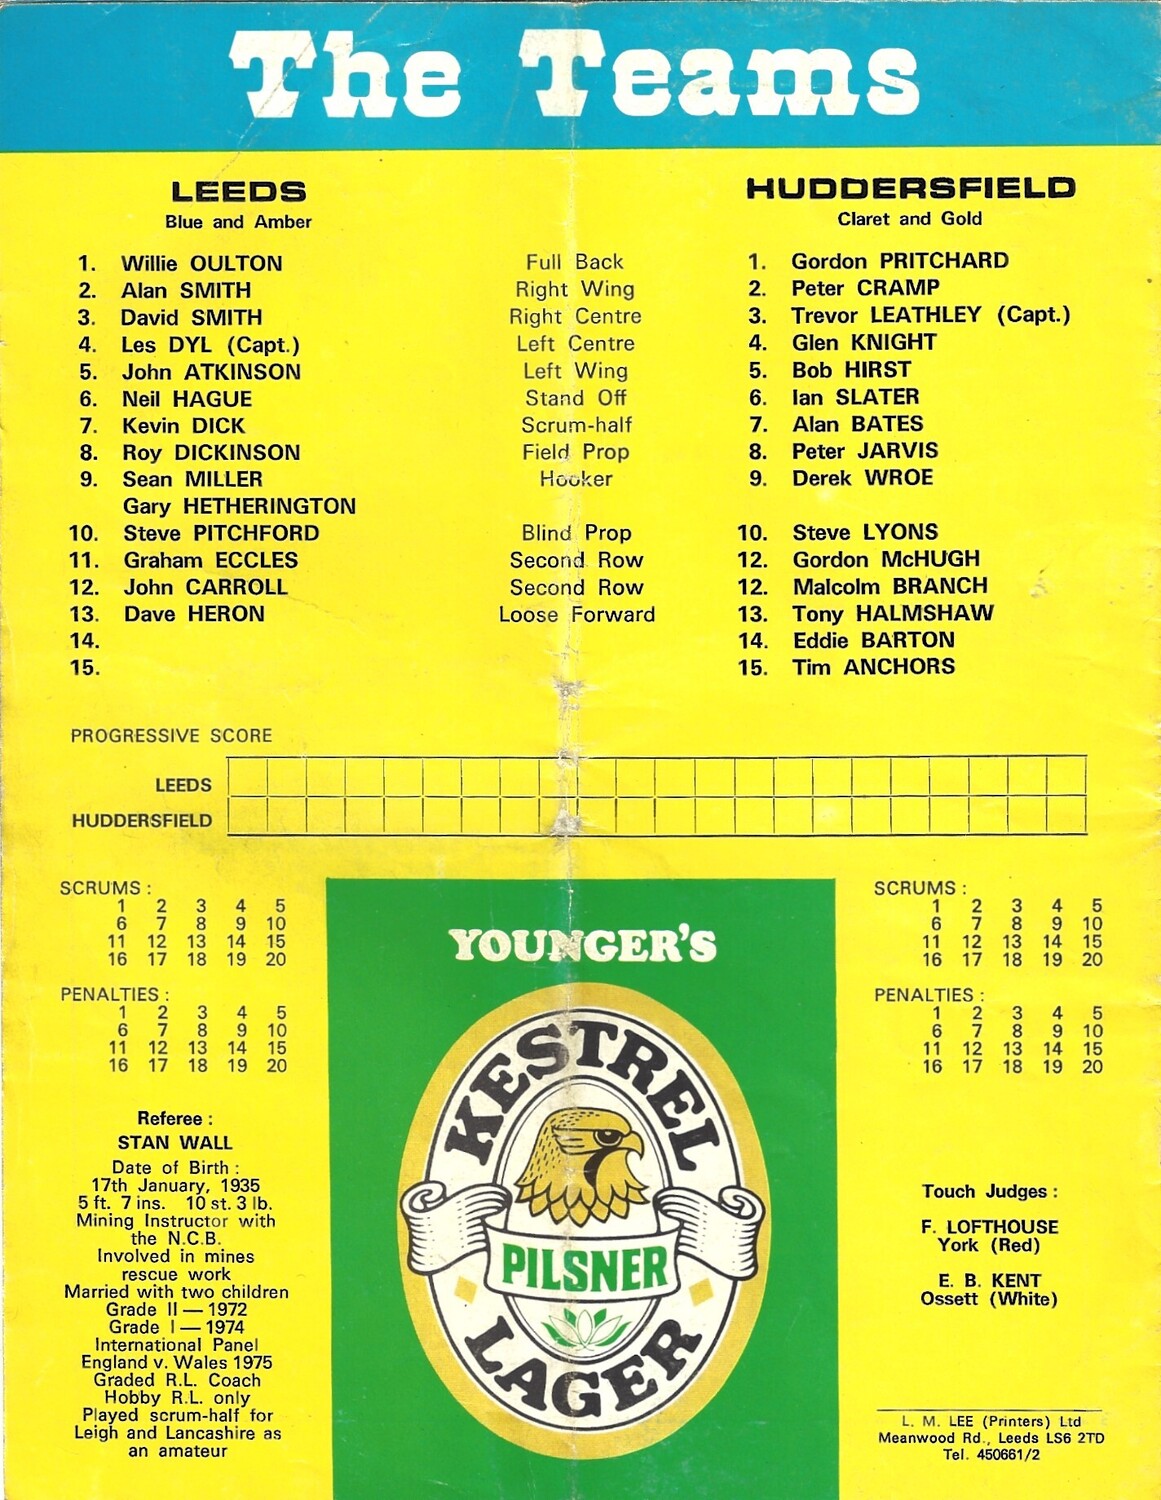 The Teams
LEEDS
Blue and Amber
HUDDERSFIELD
Claret and Gold
1. Willie OULTON Full Back 1. Gordon PRITCHARD
2. Alan SMITH Right Wing 2. Peter CRAMP
3. David SMITH Right Centre 3. Trevor LEATHLEY (Capt.)
4. Les DYL (Capt.) Left Centre 4. Glen KNIGHT
5. John ATKINSON Left Wing 5. Bob HIRST
6. Neil HAGUE Stand Off 6. Ian SLATER
7. Kevin DICK Scrum-half 7. Alan BATES
8. Roy DICKINSON Field Prop 8. Peter JARVIS
9. Sean MILLER Hooker 9. Derek WROE
Gary HETHERINGTON
10. Steve PITCHFORD Blind Prop 10. Steve LYONS
11. Graham ECCLES Second Row 12. Gordon McHUGH
12. John CARROLL Second Row 12. Malcolm BRANCH
13. Dave HERON Loose Forward 13. Tony HALMSHAW
14. 14. Eddie BARTON
15. 15. Tim ANCHORS
PROGRESSIVE SCORE
LEEDS
HUDDERSFIELD
SCRUMS :
1 2 3 4 5
6 7 8 9 10
11 12 13 14 15
16 17 18 19 20
PENALTIES :
1 2 3 4 5
6 7 8 9 10
11 12 13 14 15
16 17 18 19 20
Referee :
STAN WALL
Date of Birth :
17th January, 1935
5 ft. 7 ins. 10 st. 3 lb.
Mining Instructor with
the N.C.B.
Involved in mines
rescue work
Married with two children
Grade II — 1972
Grade I — 1974
International Panel
England v. Wales 1975
Graded R.L. Coach
Hobby R.L. only
Played scrum-half for
Leigh and Lancashire as
an amateur
YOUNGER'S
KESTREL
PILSNER
LAGER
SCRUMS :
1 2 3 4 5
6 7 8 9 10
11 12 13 14 15
16 17 18 19 20
PENALTIES :
1 2 3 4 5
6 7 8 9 10
11 12 13 14 15
16 17 18 19 20
Touch Judges :
F. LOFTHOUSE
York (Red)
E. B. KENT
Ossett (White)
L. M. LEE (Printers) Ltd
Meanwood Rd., Leeds LS6 2TD
Tel. 450661/2